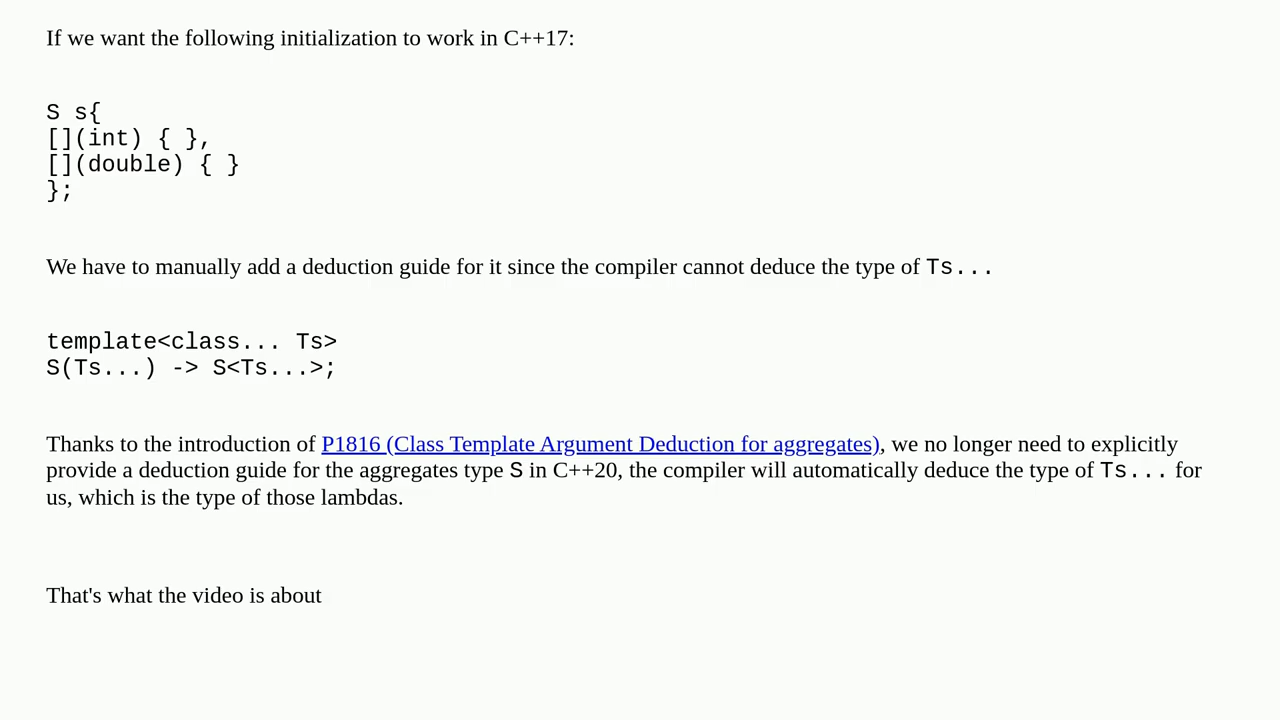 If we want the following initialization to work in C++17:
S s{
[](int) { },
[](double) { }
};
We have to manually add a deduction guide for it since the compiler cannot deduce the type of Ts...
template<class... Ts>
S(Ts...) -> S<Ts...>;
Thanks to the introduction of P1816 (Class Template Argument Deduction for aggregates), we no longer need to explicitly
provide a deduction guide for the aggregates type S in C++20, the compiler will automatically deduce the type of Ts... for
us, which is the type of those lambdas.
That's what the video is about